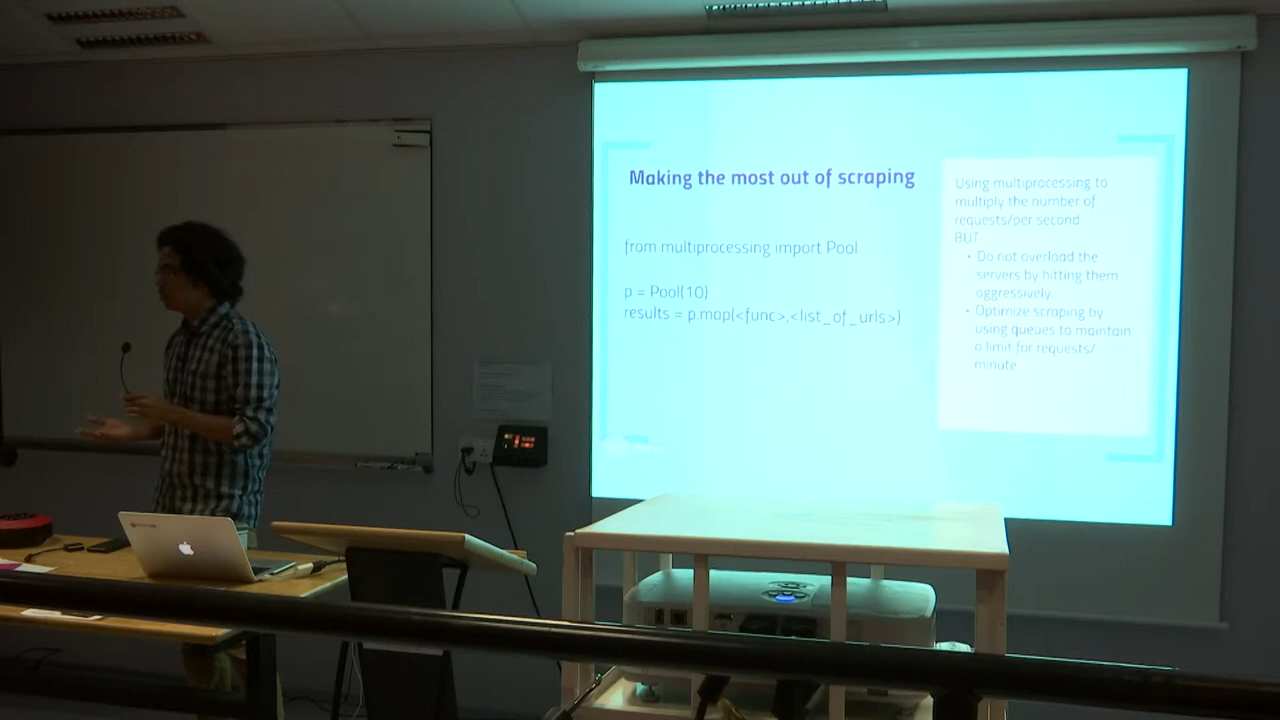 Making the most out of scraping
from multiprocessing import Pool
p = Pool(10)
results = p.map(<func>,<list_of_urls>)
Using multiprocessing to
multiply the number of
requests/per second
BUT
• Do not overload the
servers by hitting them
aggressively.
• Optimize scraping by
using queues to maintain
a limit for requests/
minute.